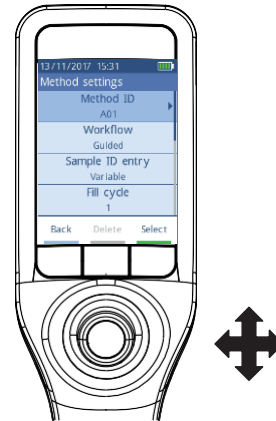 13/11/2017 15:31
Method settings
Method ID
A01
Workflow
Guided
Sample ID entry
Variable
Fill cycle
1
Back Delete Select